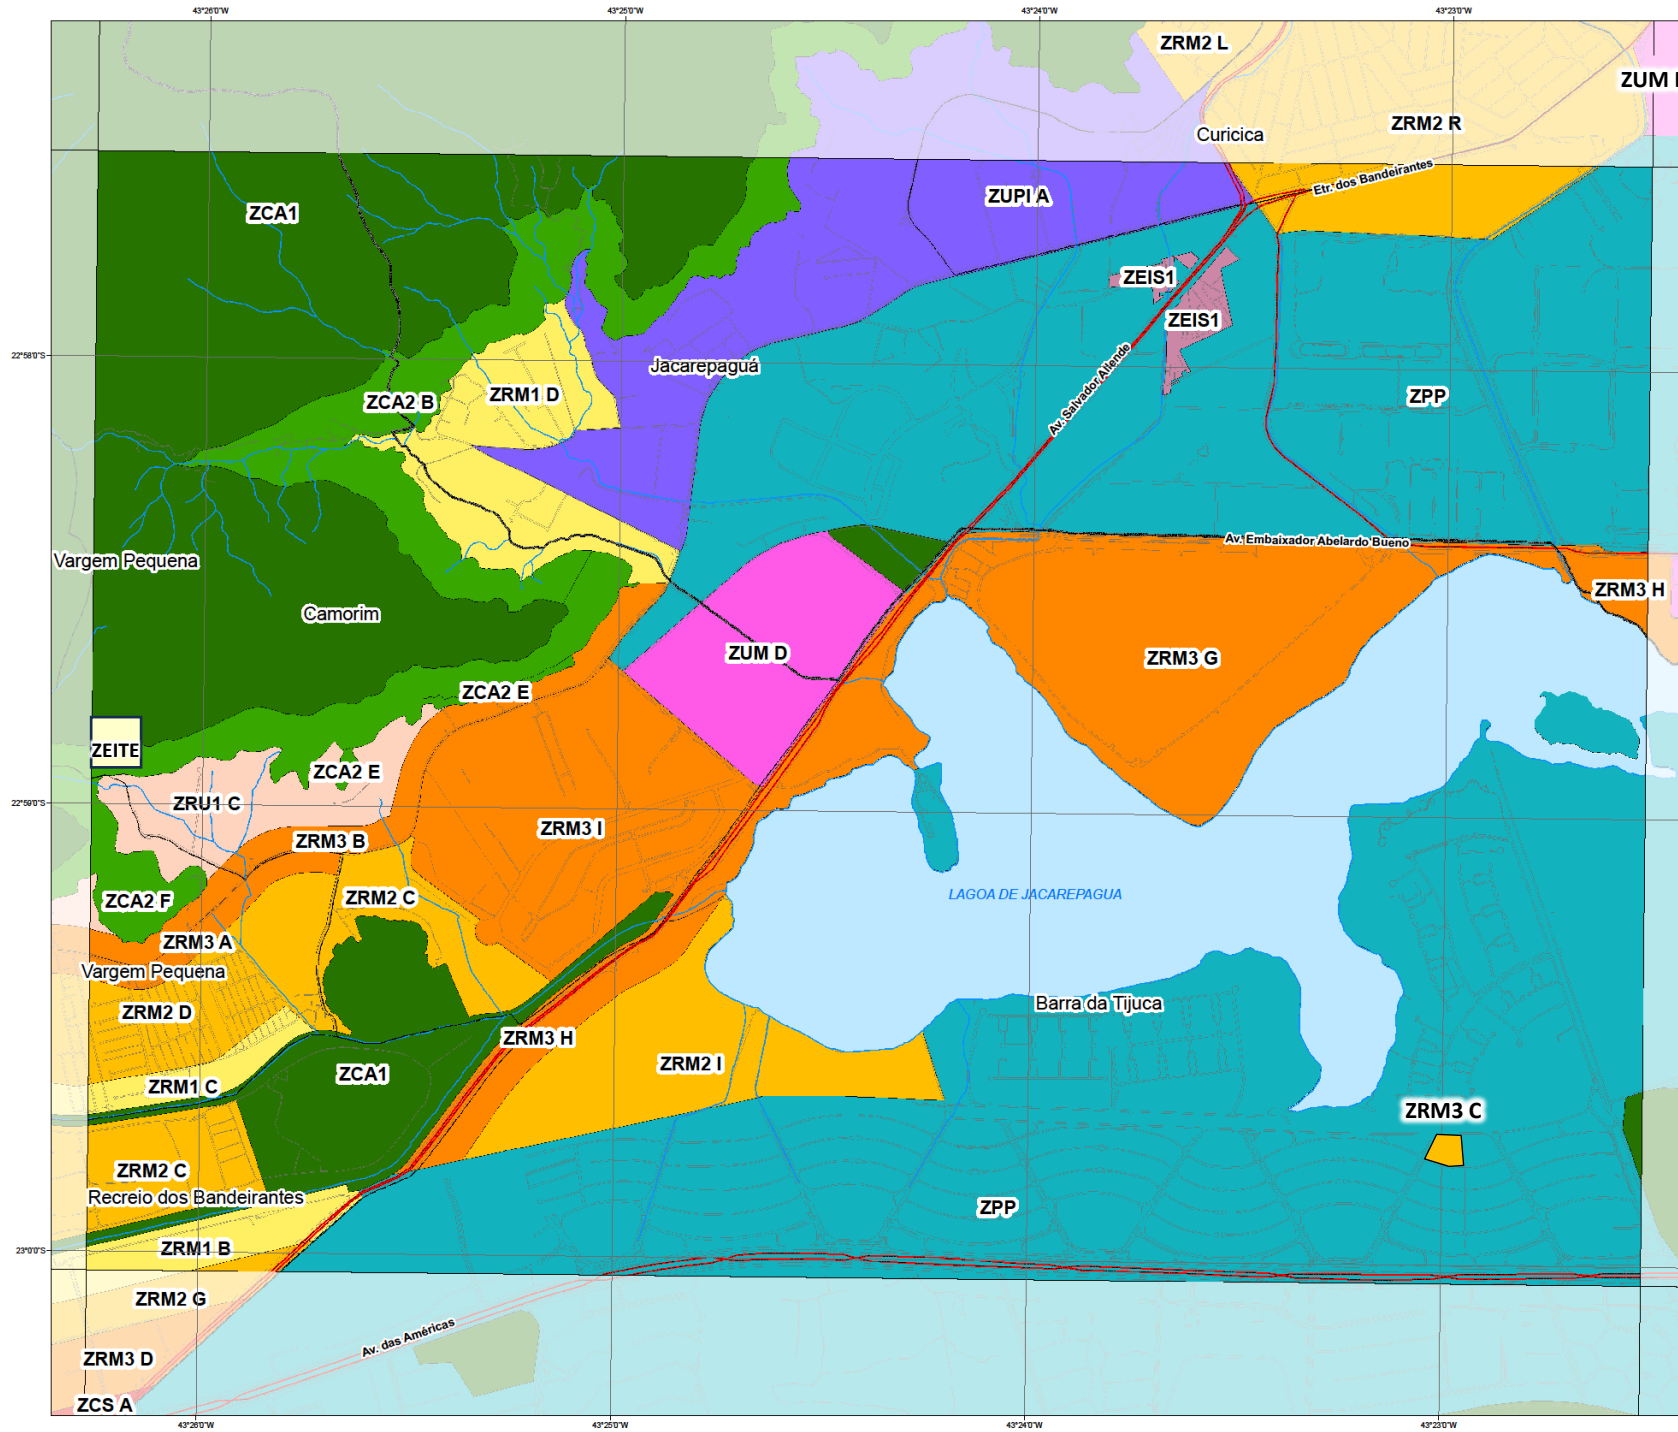 43°26'0"W
43°25'0"W
43°24'0"W
43°23'0"W
ZRM2 L
ZUM
ZRM2 R
Curicica
Etr. dos Bandeirantes
ZUPI A
ZCA1
ZEIS1
ZEIS1
22°58'0"S
Jacarepaguá
Av. Salvador Allende
ZCA2 B
ZRM1 D
ZPP
Av. Embaixador Abelardo Bueno
Vargem Pequena
ZRM3 H
Camorim
ZUM D
ZRM3 G
ZCA2 E
ZEITE
ZCA2 E
22°59'0"S
ZRU1 C
ZRM3 B
ZRM3 I
ZCA2 F
ZRM2 C
LAGOA DE JACAREPAGUA
ZRM3 A
Vargem Pequena
Barra da Tijuca
ZRM2 D
ZRM3 H
ZRM2 I
ZCA1
ZRM1 C
ZRM3 C
ZRM2 C
Recreio dos Bandeirantes
ZPP
ZRM1 B
23°0'0"S
ZRM2 G
Av. das Américas
ZRM3 D
ZCS A
43°26'0"W
43°25'0"W
43°24'0"W
43°23'0"W